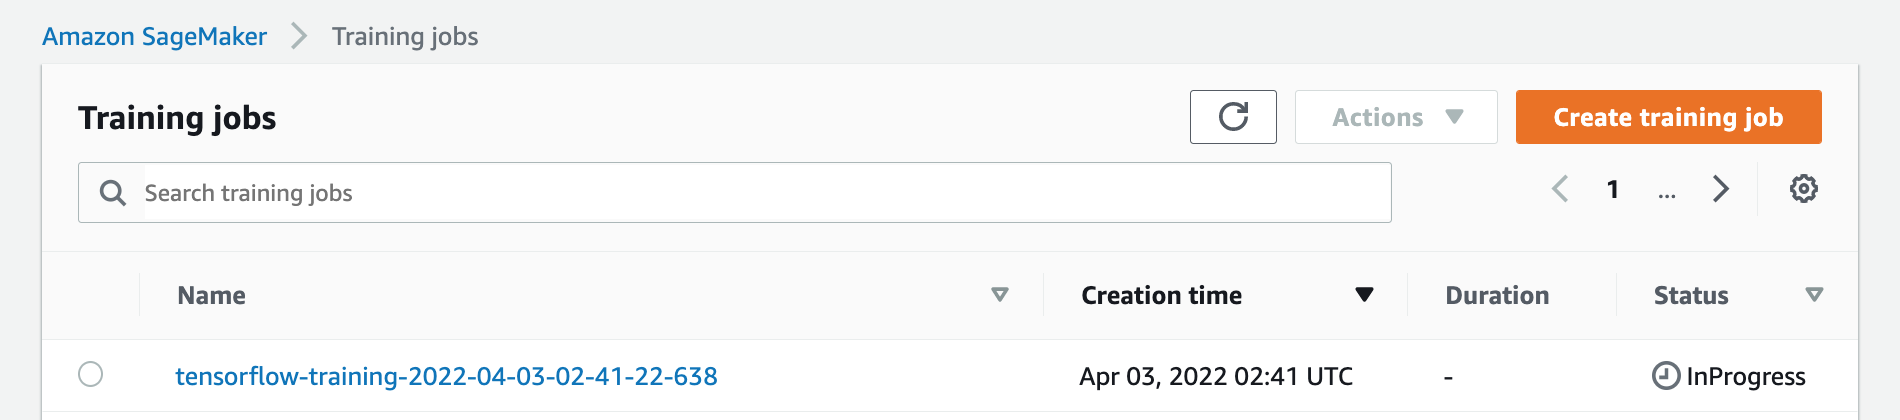 Amazon SageMaker > Training jobs
Training jobs
Actions
Create training job
Search training jobs
1 ...
Name Creation time Duration Status
tensorflow-training-2022-04-03-02-41-22-638 Apr 03, 2022 02:41 UTC - InProgress